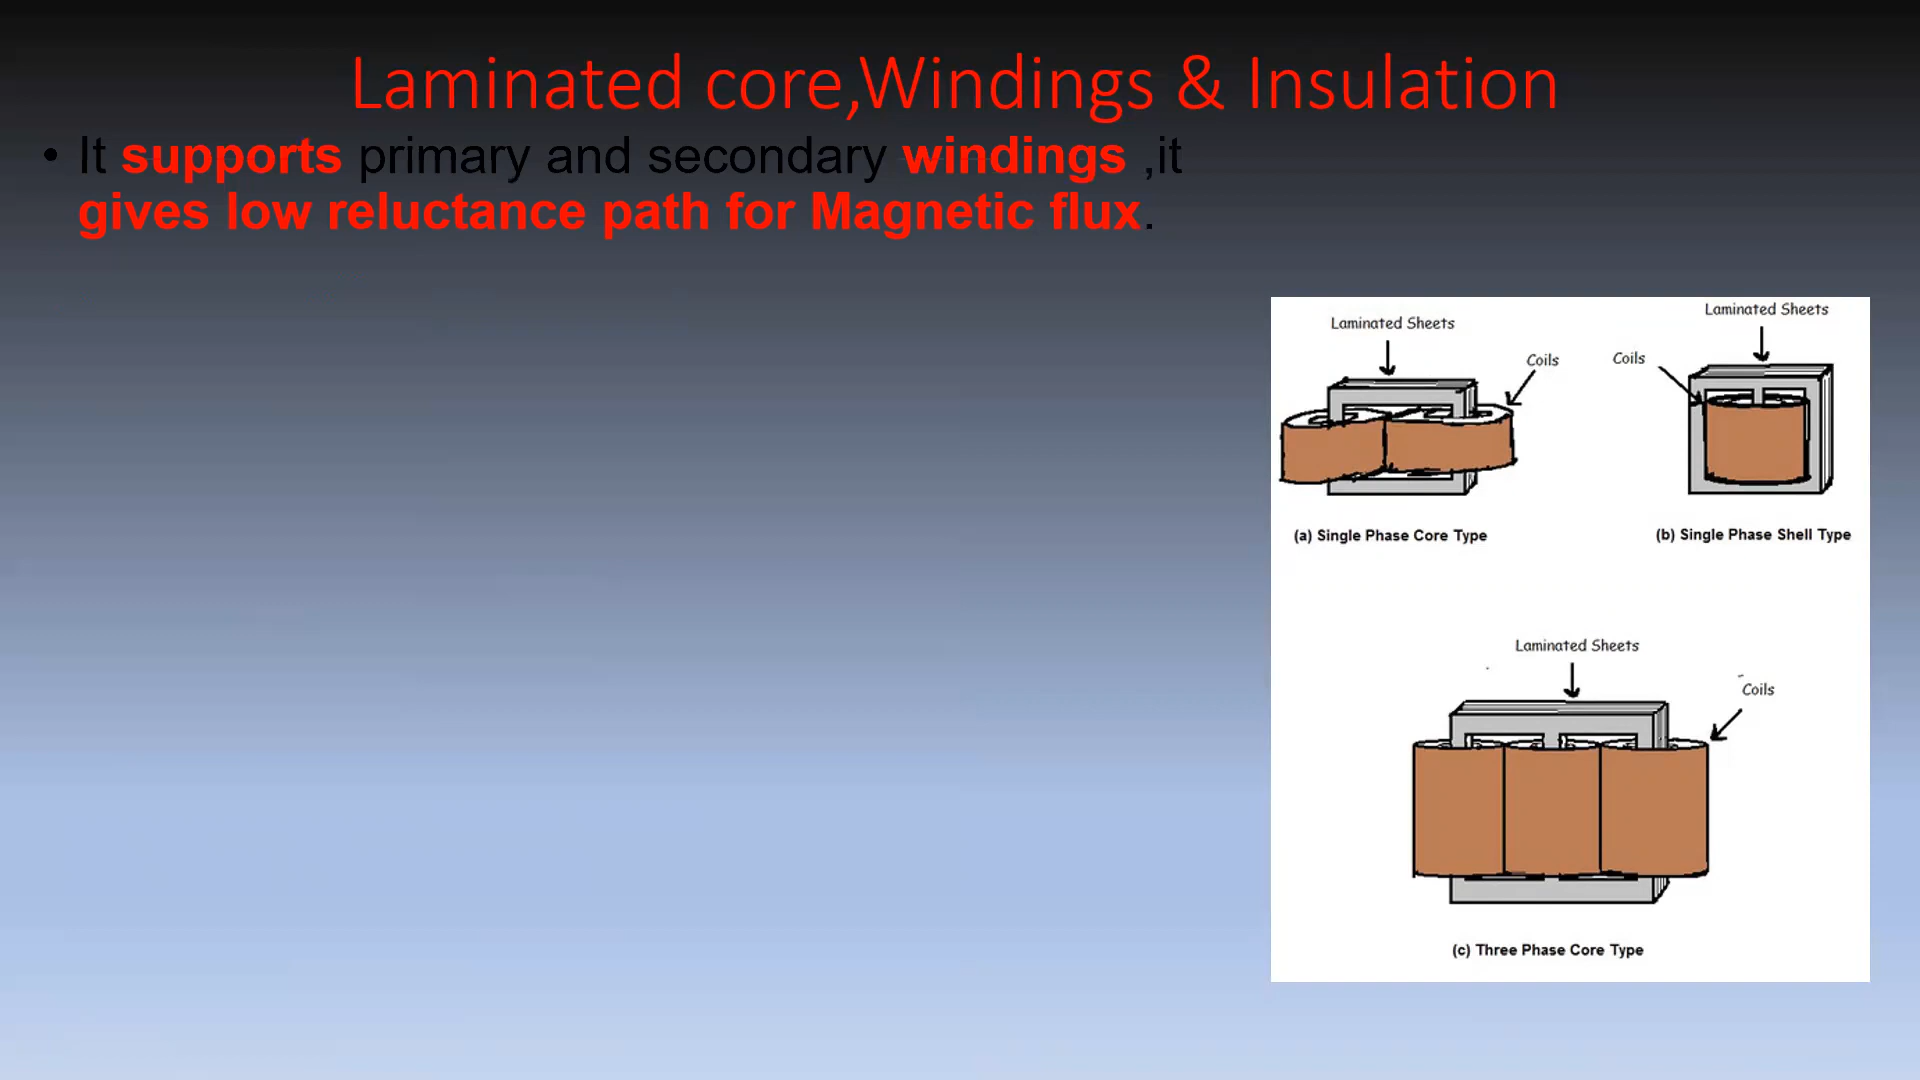 Laminated core,Windings & Insulation
• It supports primary and secondary windings ,it
gives low reluctance path for Magnetic flux.
Laminated Sheets
Coils
(a) Single Phase Core Type
Laminated Sheets
Coils
(b) Single Phase Shell Type
Laminated Sheets
Coils
(c) Three Phase Core Type